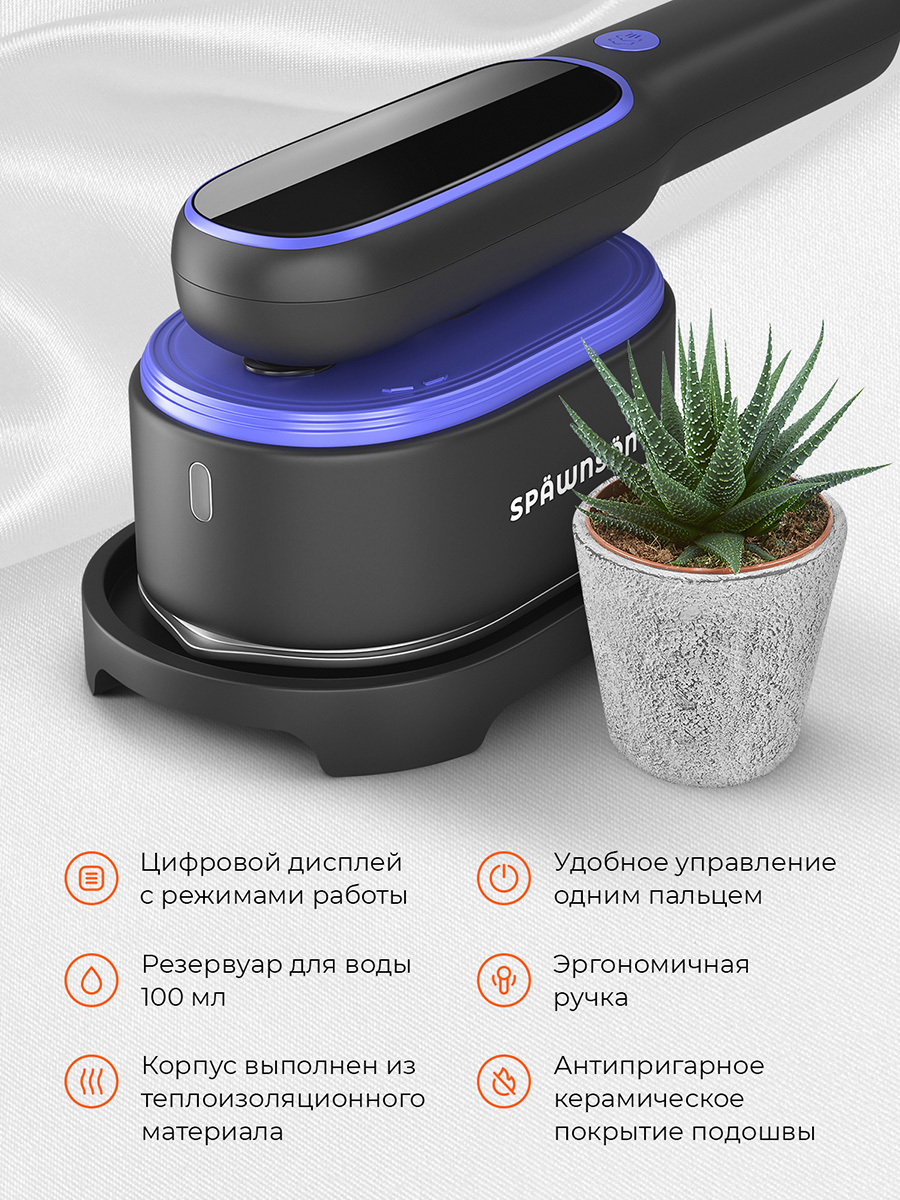 SPÄWNSÖN
Цифровой дисплей
с режимами работы
Удобное управление
одним пальцем
Резервуар для воды
100 мл
Эргономичная
ручка
Корпус выполнен из
теплоизоляционного
материала
Антипригарное
керамическое
покрытие подошвы